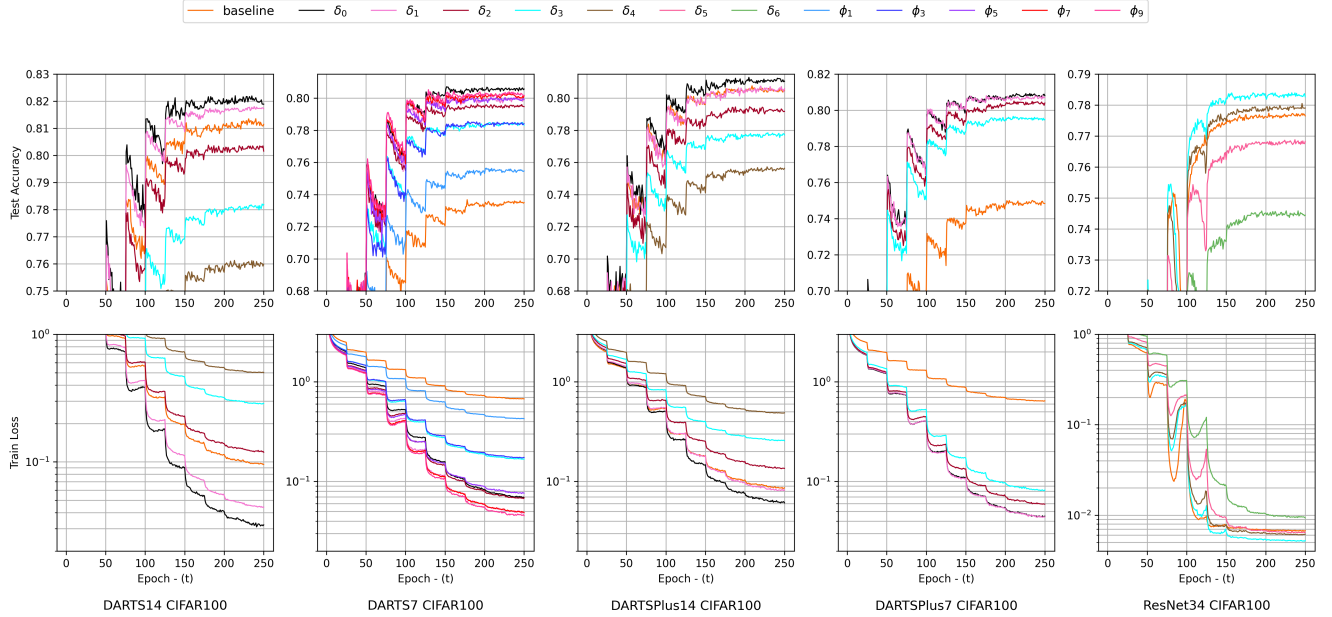 baseline δ0 δ1 δ2 δ3 δ4 δ5 δ6 ϕ1 ϕ3 ϕ5 ϕ7 ϕ9
Test Accuracy
0.83
0.82
0.81
0.80
0.79
0.78
0.77
0.76
0.75
0 50 100 150 200 250
0.80
0.78
0.76
0.74
0.72
0.70
0.68
0 50 100 150 200 250
0.80
0.78
0.76
0.74
0.72
0.70
0.68
0 50 100 150 200 250
0.82
0.80
0.78
0.76
0.74
0.72
0.70
0 50 100 150 200 250
0.79
0.78
0.77
0.76
0.75
0.74
0.73
0.72
0 50 100 150 200 250
Train Loss
10^0
10^−1
0 50 100 150 200 250
Epoch - (t)
DARTS14 CIFAR100
10^0
10^−1
0 50 100 150 200 250
Epoch - (t)
DARTS7 CIFAR100
10^0
10^−1
0 50 100 150 200 250
Epoch - (t)
DARTSPlus14 CIFAR100
10^0
10^−1
0 50 100 150 200 250
Epoch - (t)
DARTSPlus7 CIFAR100
10^0
10^−1
10^−2
0 50 100 150 200 250
Epoch - (t)
ResNet34 CIFAR100